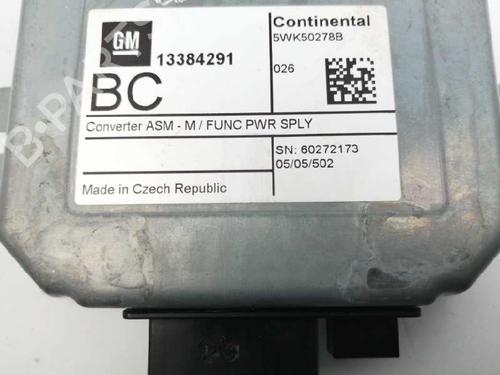 GM
13384291
BC
Continental
5WK50278B
026
Converter ASM - M / FUNC PWR SPLY
SN: 60272173
05/05/502
Made in Czech Republic
B-PARTS